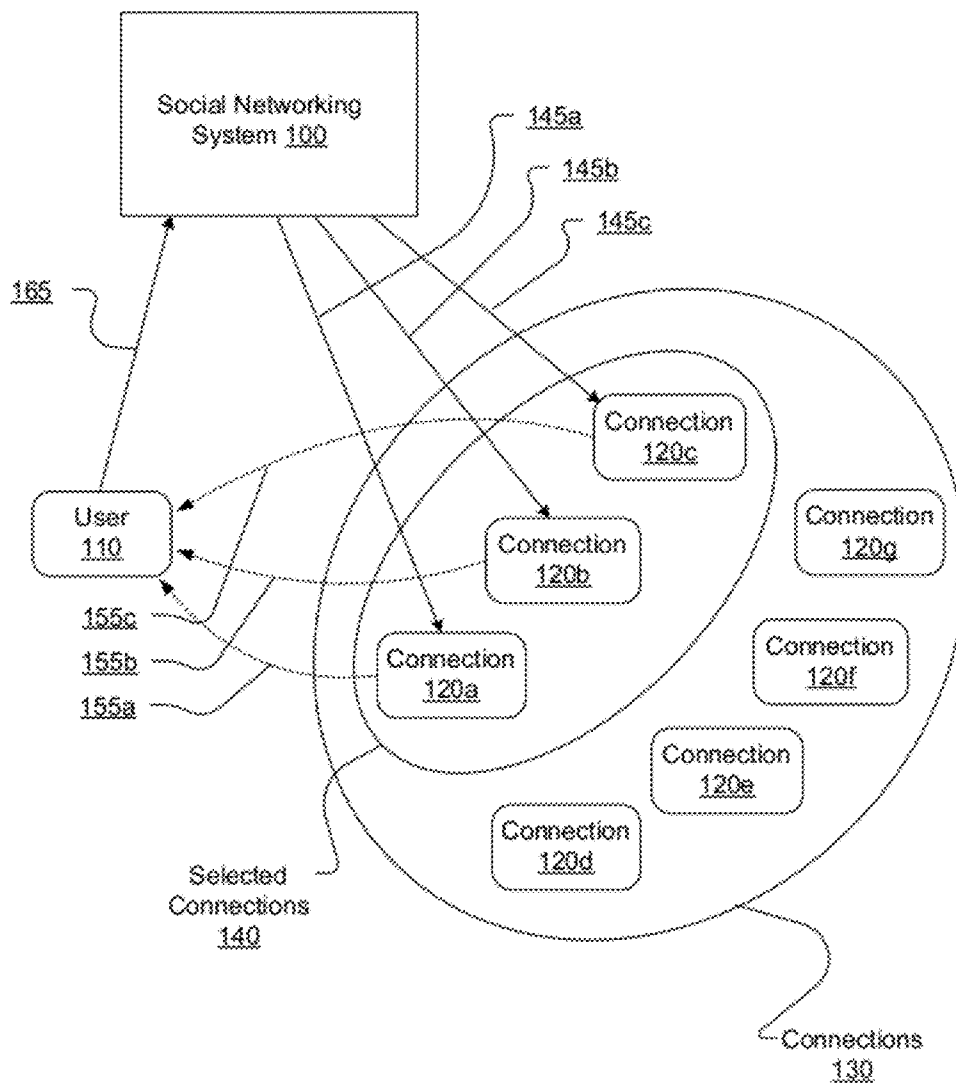 Social Networking
System 100
145a
145b
145c
165
Connection
120c
User
110
Connection
120g
Connection
120b
155c
155b
155a
Connection
120a
Connection
120f
Connection
120e
Connection
120d
Selected
Connections
140
Connections
130